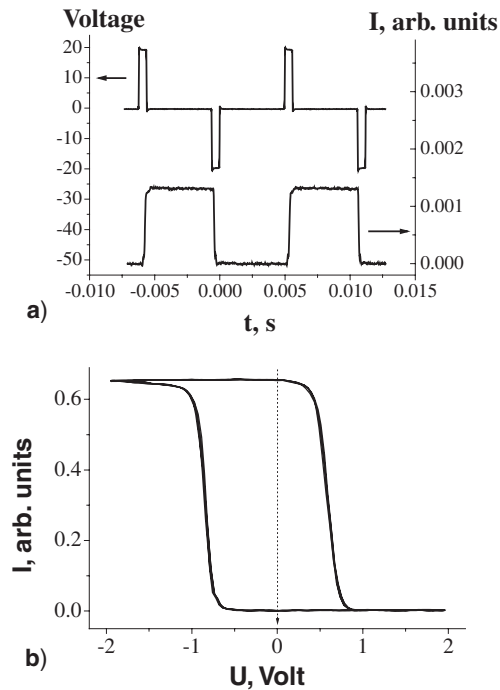 Voltage
I, arb. units
20
10
0
-10
-20
-30
-40
-50
0.003
0.002
0.001
0.000
-0.010 -0.005 0.000 0.005 0.010 0.015
t, s
a)
I, arb. units
0.6
0.4
0.2
0.0
-2 -1 0 1 2
U, Volt
b)